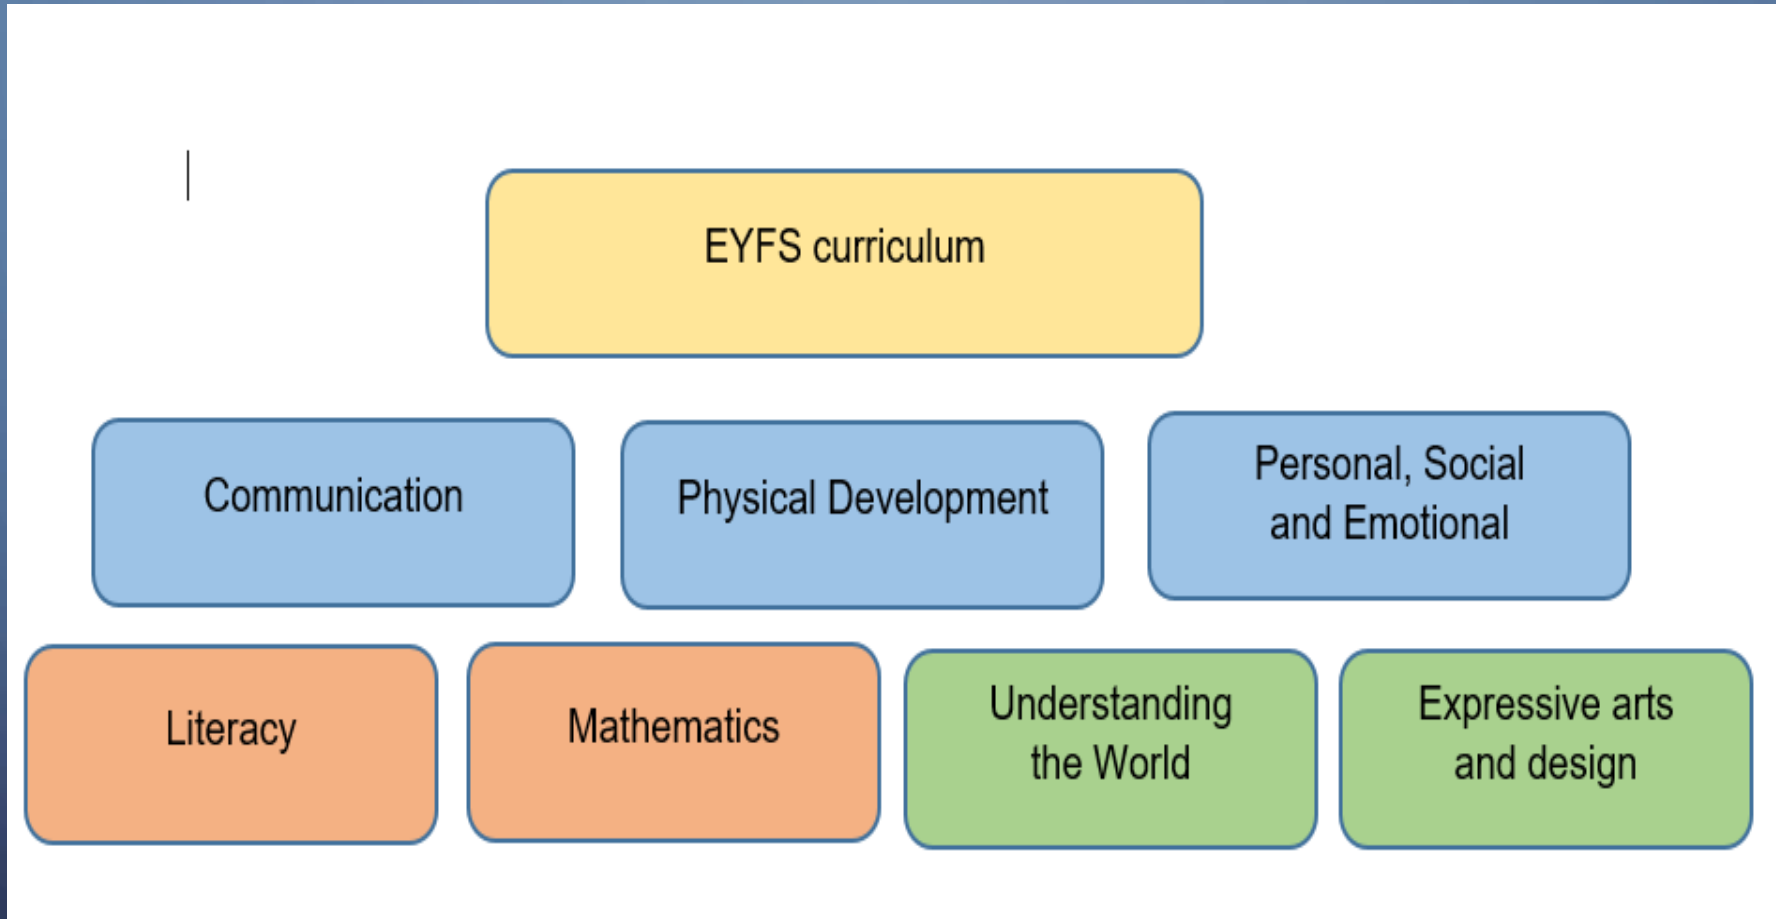 EYFS curriculum
Communication
Physical Development
Personal, Social
and Emotional
Literacy
Mathematics
Understanding
the World
Expressive arts
and design